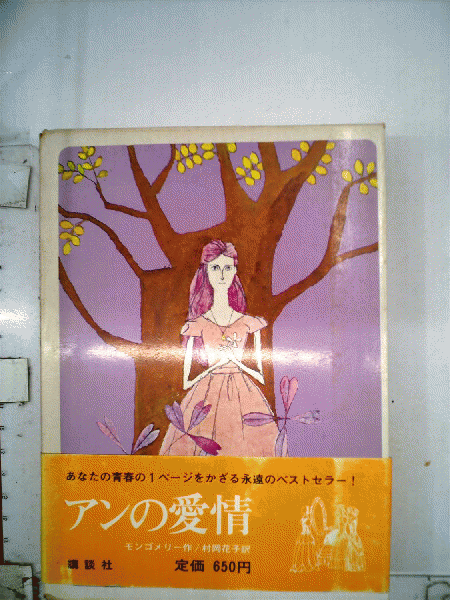 あなたの青春の1ページをかざる永遠のベストセラー!
アンの愛情
モンゴメリー作/村岡花子訳
講談社 定価 650円